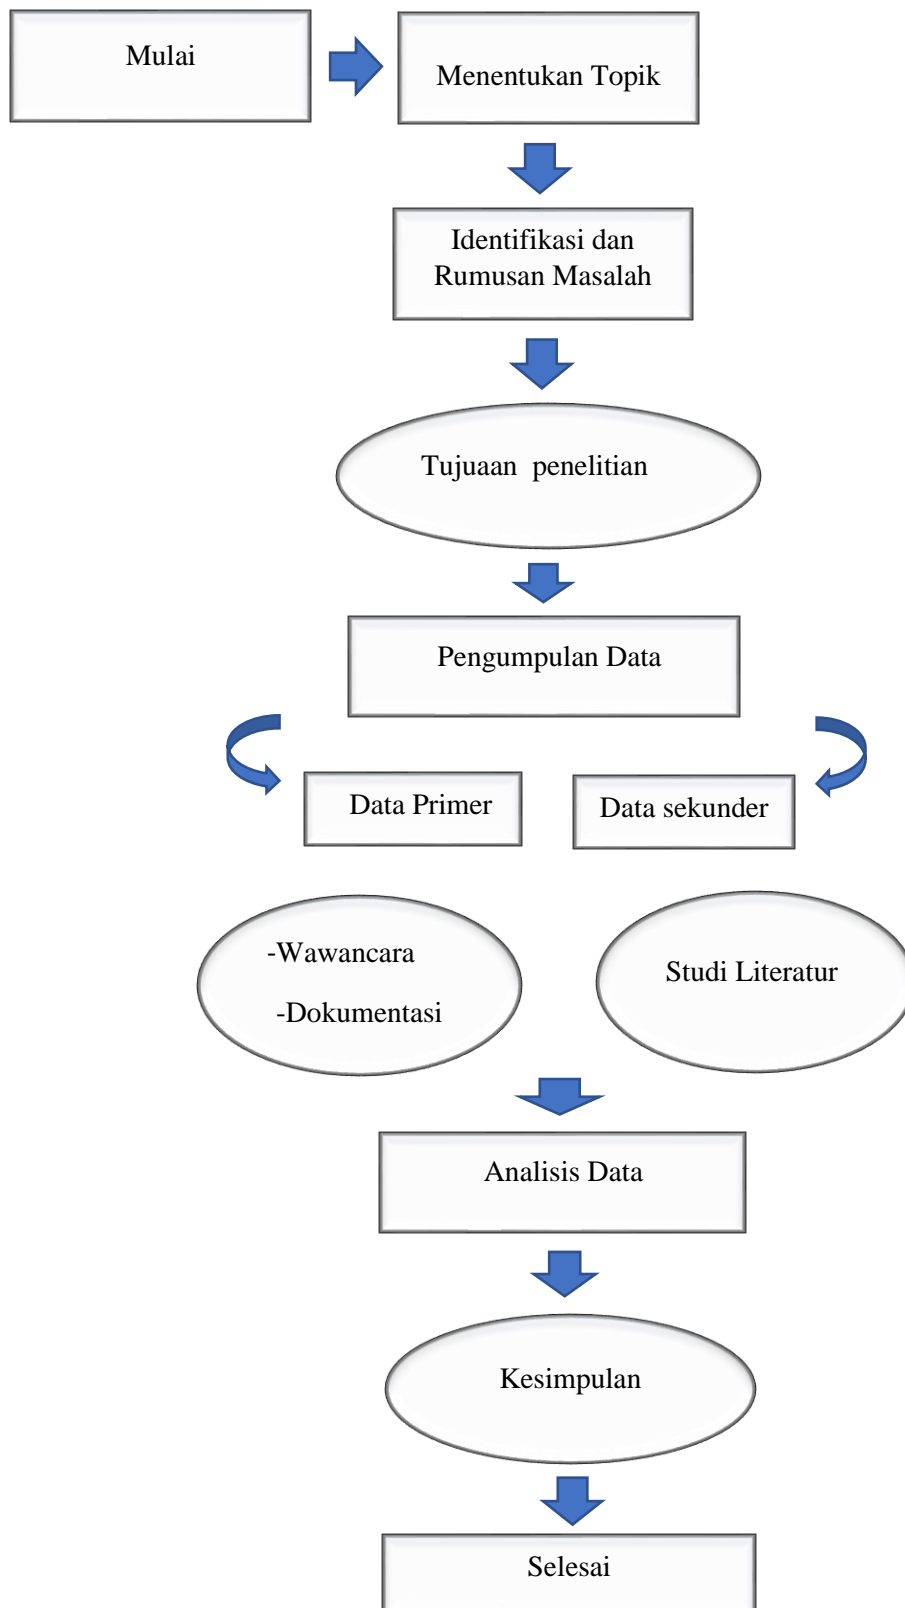 Mulai
Menentukan Topik
Identifikasi dan
Rumusan Masalah
Tujuaan penelitian
Pengumpulan Data
Data Primer
Data sekunder
-Wawancara
-Dokumentasi
Studi Literatur
Analisis Data
Kesimpulan
Selesai